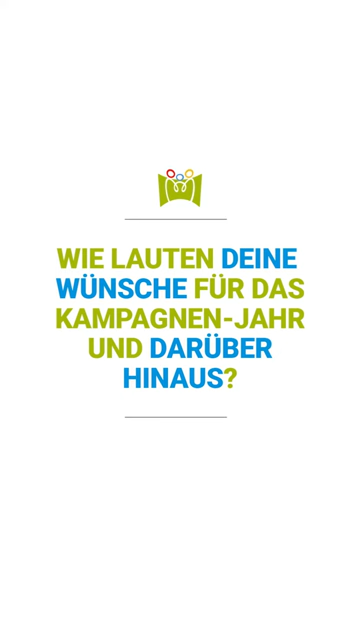 WIE LAUTEN DEINE
WÜNSCHE FÜR DAS
KAMPAGNEN-JAHR
UND DARÜBER
HINAUS?